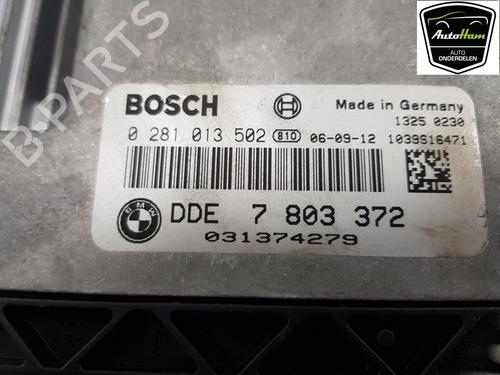 AutoHam
AUTO
ONDERDELEN
B-PARTS
BOSCH
Made in Germany
1325 0230
0 281 013 502 810 06-09-12 1039S16471
BMW
DDE 7 803 372
031374279